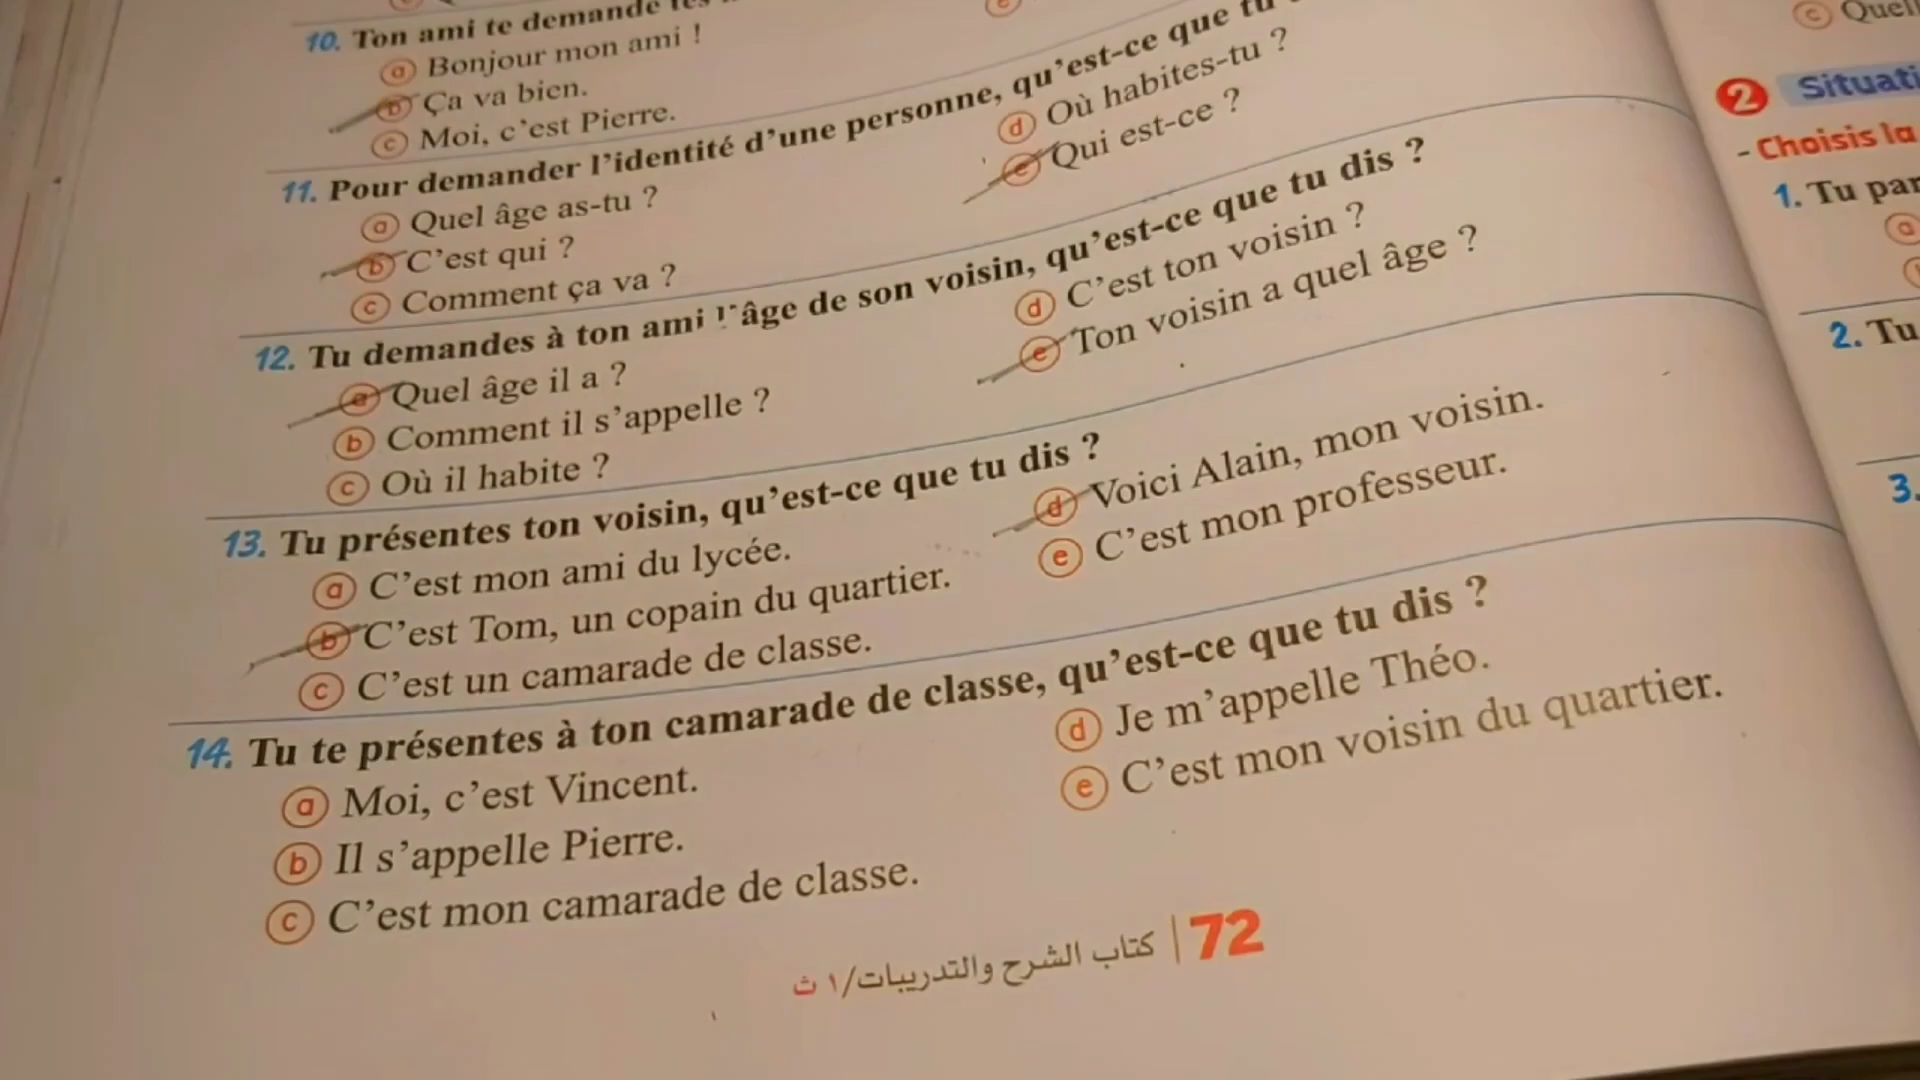 10. Ton ami te demande
a Bonjour mon ami !
b Ça va bien.
c Moi, c'est Pierre.
11. Pour demander l'identité d'une personne, qu'est-ce que tu
a Quel âge as-tu ?
b C'est qui ?
c Comment ça va ?
d Où habites-tu ?
e Qui est-ce ?
12. Tu demandes à ton ami l'âge de son voisin, qu'est-ce que tu dis ?
a Quel âge il a ?
b Comment il s'appelle ?
c Où il habite ?
d C'est ton voisin ?
e Ton voisin a quel âge ?
13. Tu présentes ton voisin, qu'est-ce que tu dis ?
a C'est mon ami du lycée.
b C'est Tom, un copain du quartier.
c C'est un camarade de classe.
d Voici Alain, mon voisin.
e C'est mon professeur.
14. Tu te présentes à ton camarade de classe, qu'est-ce que tu dis ?
a Moi, c'est Vincent.
b Il s'appelle Pierre.
c C'est mon camarade de classe.
d Je m'appelle Théo.
e C'est mon voisin du quartier.
72 | كتاب الشرح والتدريبات/١ ث
c
2
- Choisis la
1. Tu
a
2. Tu
3.